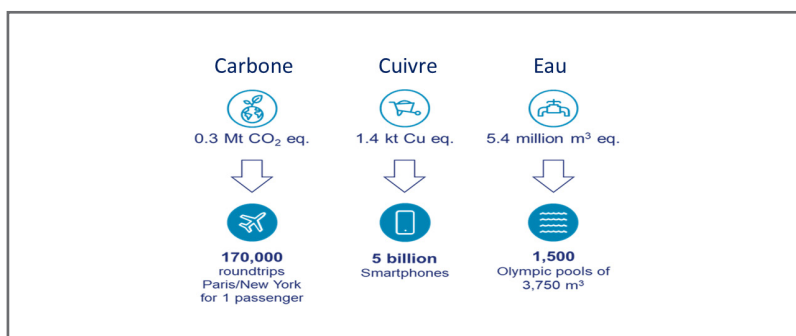 Carbone
0.3 Mt CO₂ eq.
170,000
roundtrips
Paris/New York
for 1 passenger
Cuivre
1.4 kt Cu eq.
5 billion
Smartphones
Eau
5.4 million m³ eq.
1,500
Olympic pools of
3,750 m³